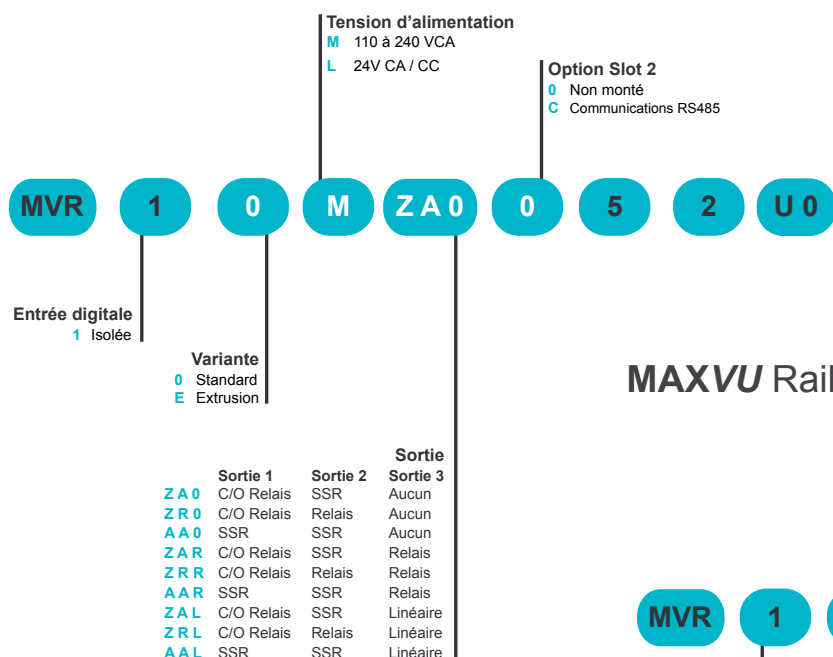 Tension d'alimentation
M 110 à 240 VCA
L 24V CA / CC
Option Slot 2
0 Non monté
C Communications RS485
MVR 1 0 M Z A 0 0 5 2 U 0
Entrée digitale
1 Isolée
Variante
0 Standard
E Extrusion
MAXVU Rail
Sortie
Sortie 1 Sortie 2 Sortie 3
Z A 0 C/O Relais SSR Aucun
Z R 0 C/O Relais Relais Aucun
A A 0 SSR SSR Aucun
Z A R C/O Relais SSR Relais
Z R R C/O Relais Relais Relais
A A R SSR SSR Relais
Z A L C/O Relais SSR Linéaire
Z R L C/O Relais Relais Linéaire
A A L SSR SSR Linéaire
MVR 1